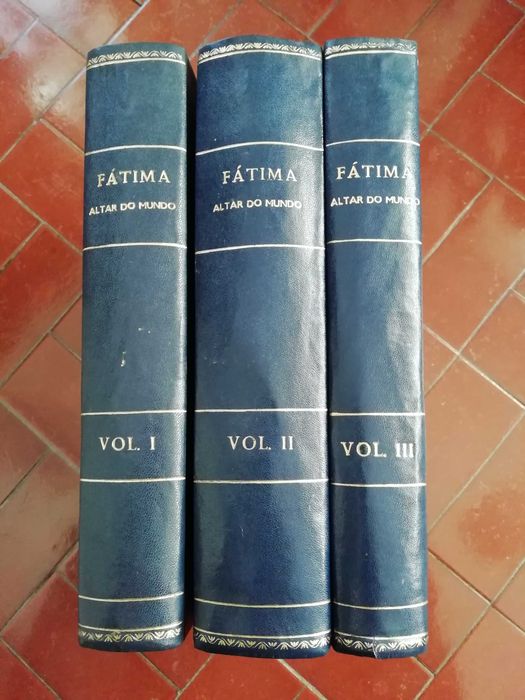 FÁTIMA
ALTAR DO MUNDO
VOL. I
FÁTIMA
ALTAR DO MUNDO
VOL. II
FÁTIMA
ALTAR DO MUNDO
VOL. III